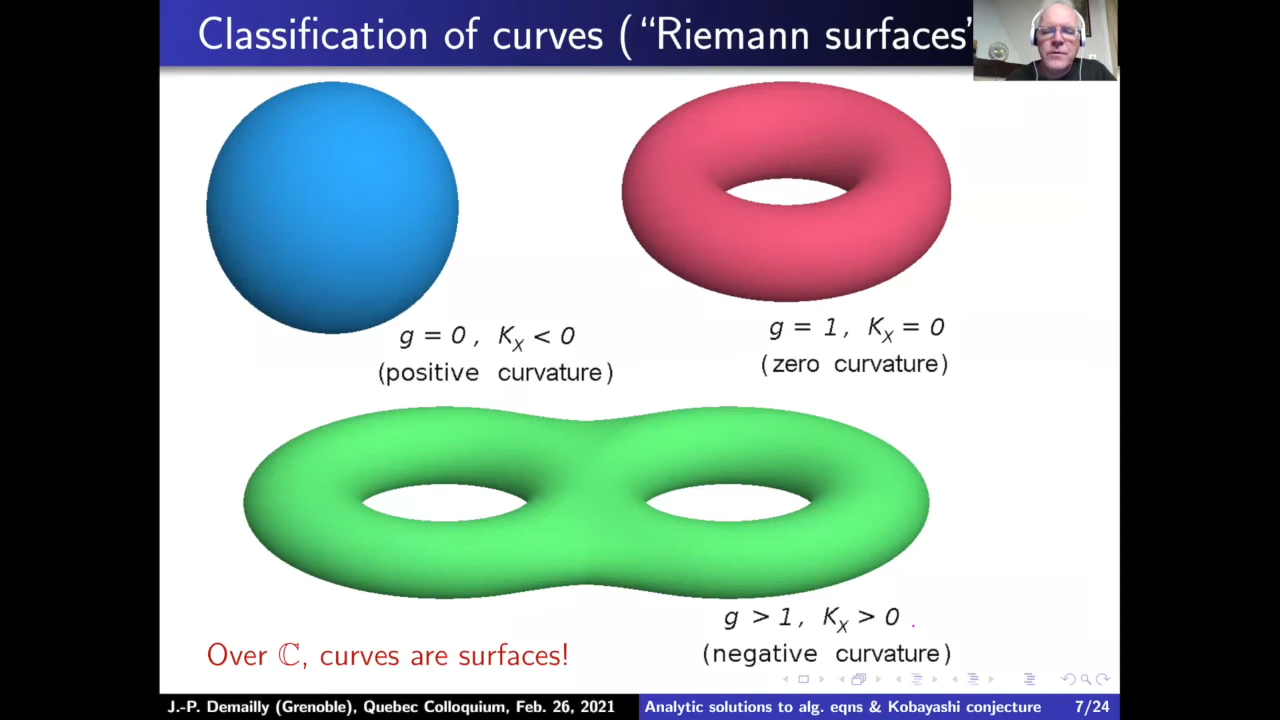 Classification of curves (“Riemann surfaces”
g = 0 , K_X < 0
(positive curvature)
g = 1, K_X = 0
(zero curvature)
g > 1, K_X > 0
(negative curvature)
Over ℂ, curves are surfaces!
J.-P. Demailly (Grenoble), Quebec Colloquium, Feb. 26, 2021
Analytic solutions to alg. eqns & Kobayashi conjecture
7/24